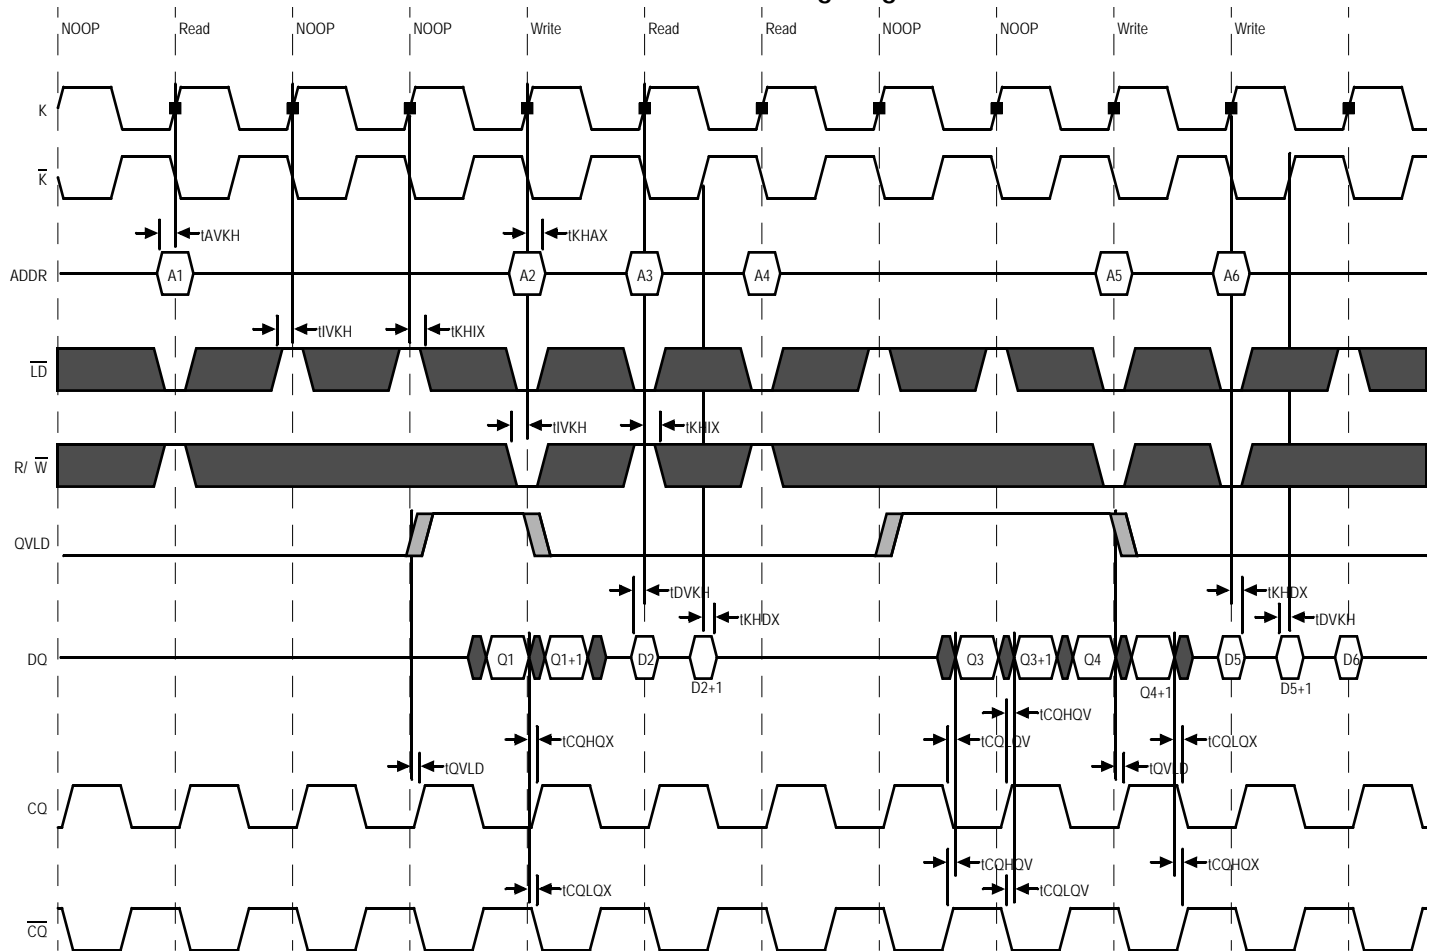 NOOP Read NOOP NOOP Write Read Read NOOP NOOP Write Write
K
K
tAVKH tKHAX
ADDR A1 A2 A3 A4 A5 A6
tIVKH tKHIX
LD
tIVKH tKHIX
R/ W
QVLD
tDVKH tKHDX
tKHDX tDVKH
DQ Q1 Q1+1 D2 Q3 Q3+1 Q4 D5 D6
D2+1 Q4+1 D5+1
tCQHQV
tCQHQX tCQLQV tCQLQX
tQVLD tQVLD
CQ
tCQHQV tCQHQX
tCQLQX tCQLQV
CQ